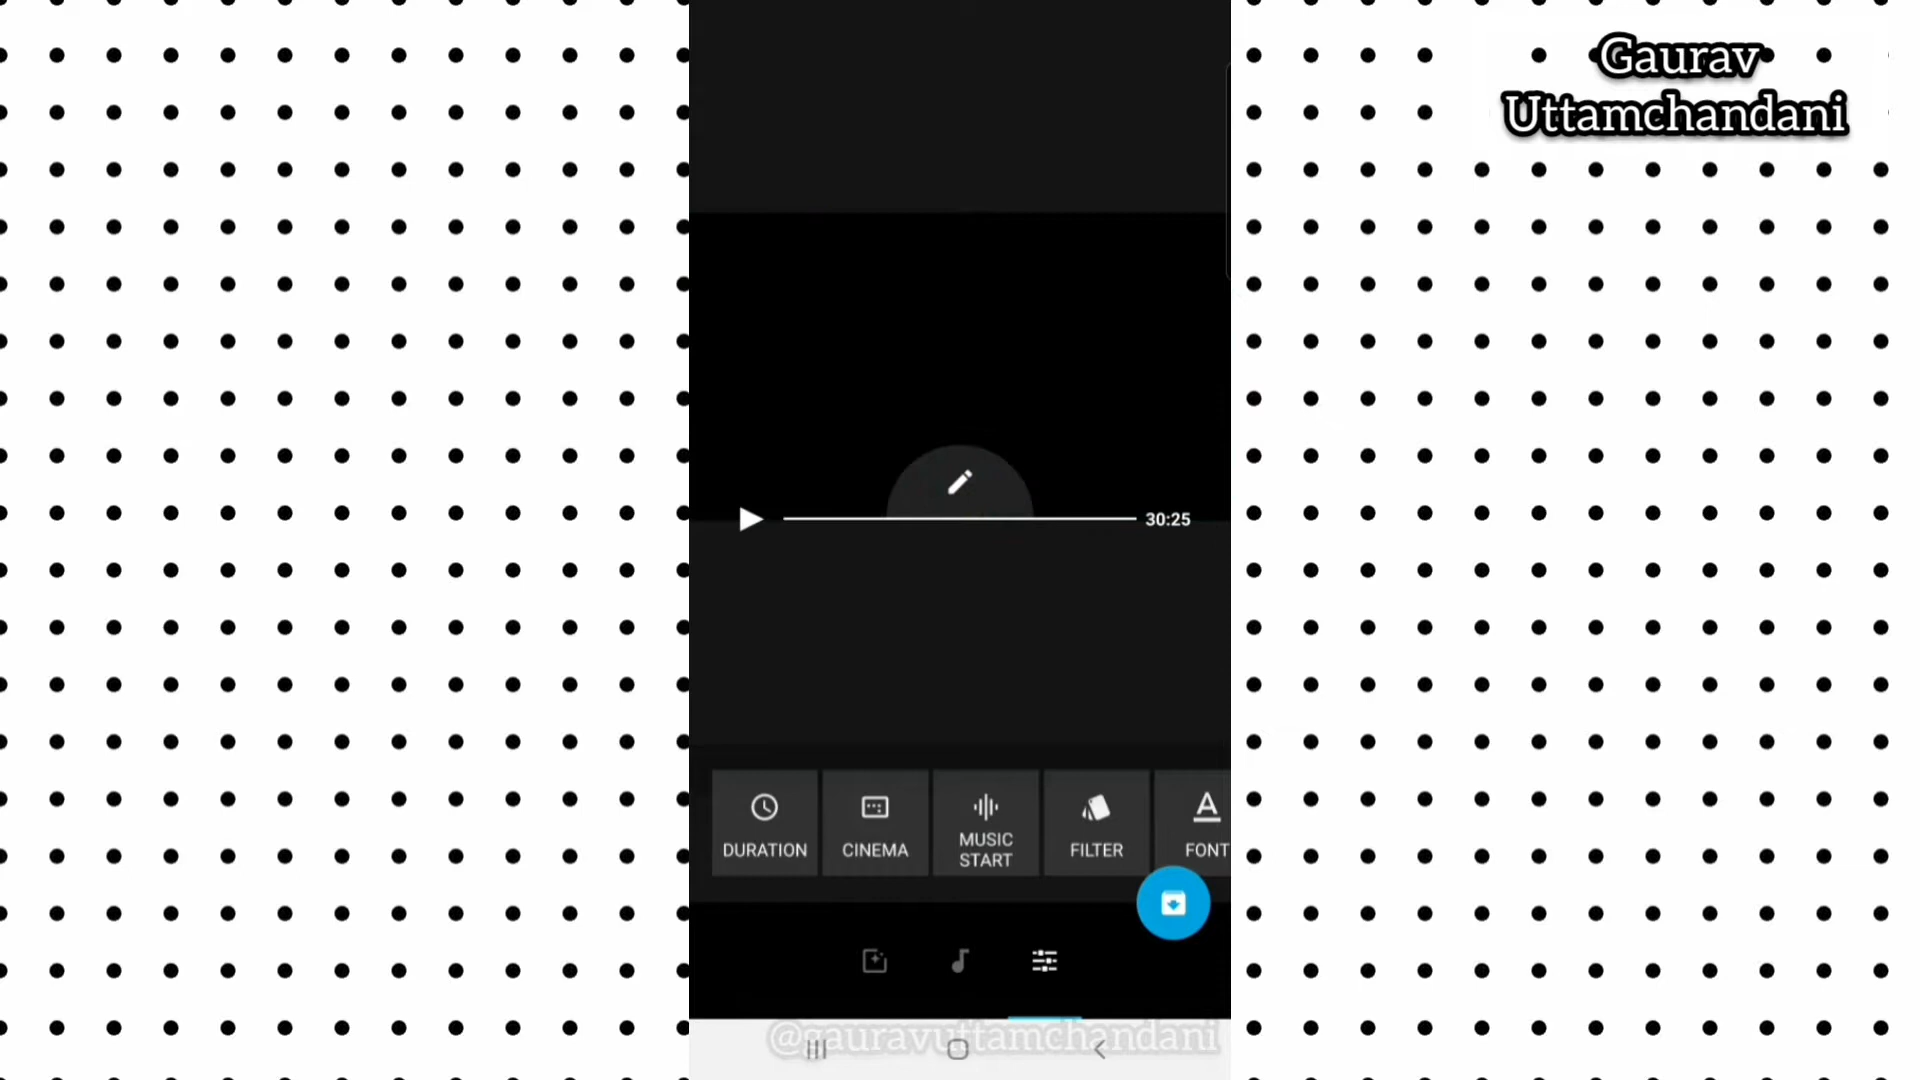 Gaurav
Uttamchandani
30:25
DURATION
CINEMA
MUSIC
START
FILTER
FONT
@gauravuttamchandani